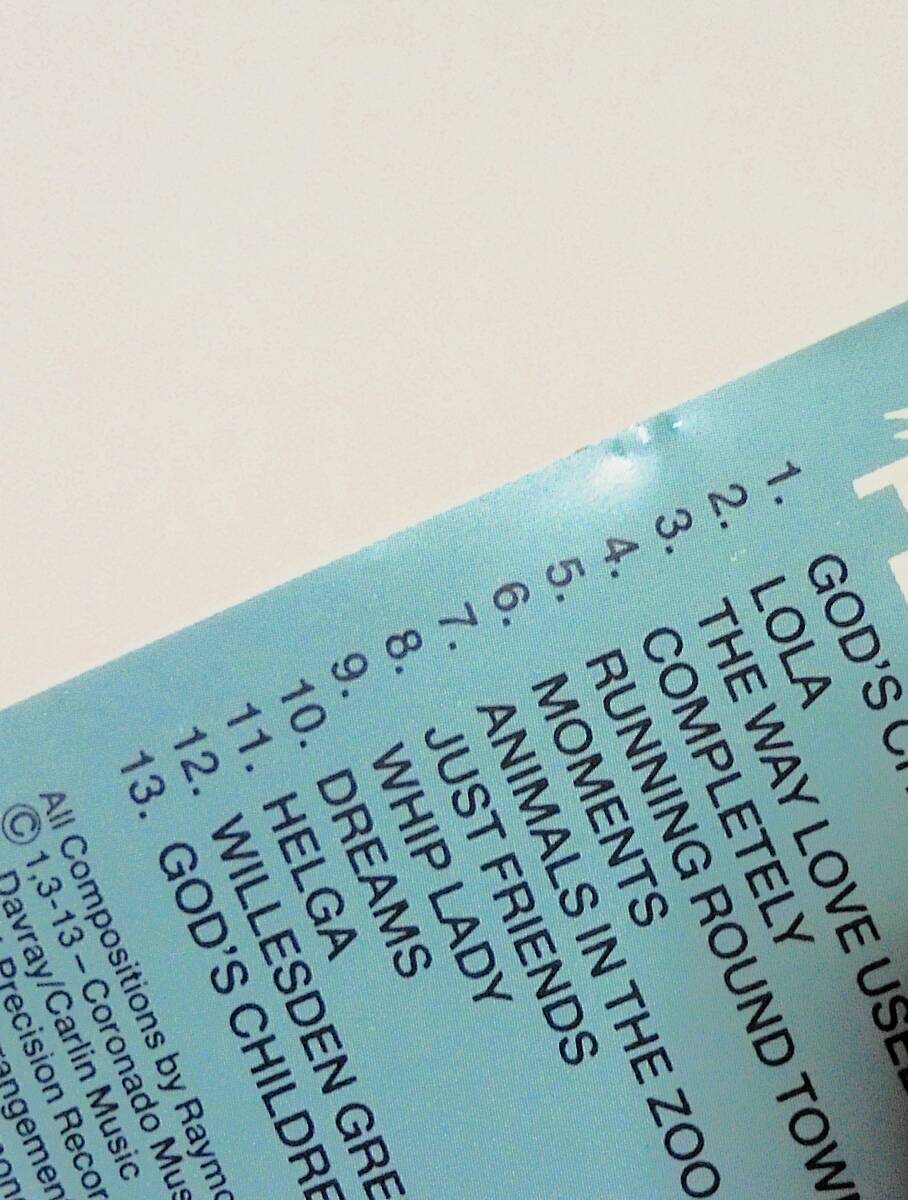 1. GOD'S
2. LOLA
3. THE WAY LOVE
4. COMPLETELY
5. RUNNING ROUND
6. MOMENTS
7. ANIMALS IN THE ZOO
8. JUST FRIENDS
9. WHIP LADY
10. DREAMS
11. HELGA
12. WILLESDEN GRE
13. GOD'S CHILDRE
All Compositions by Raymo
© 1,3-13 – Coronado Mus
Davray/Carlin Music
Precision Recor